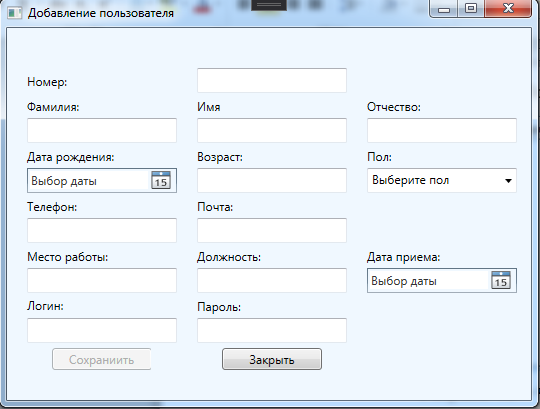 Добавление пользователя
Номер:
Фамилия: Имя Отчество:
Дата рождения: Возраст: Пол:
Выбор даты 15 Выберите пол
Телефон: Почта:
Место работы: Должность: Дата приема:
Выбор даты 15
Логин: Пароль:
Сохраниить Закрыть